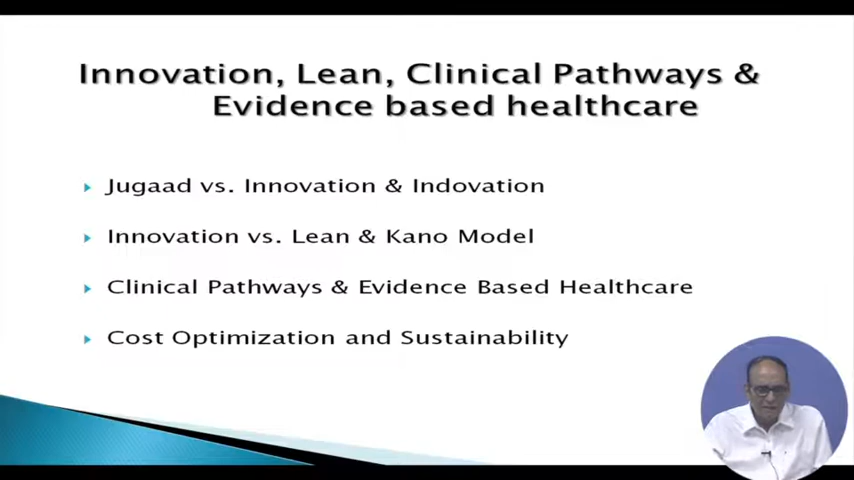 Innovation, Lean, Clinical Pathways &
Evidence based healthcare
Jugaad vs. Innovation & Indovation
Innovation vs. Lean & Kano Model
Clinical Pathways & Evidence Based Healthcare
Cost Optimization and Sustainability